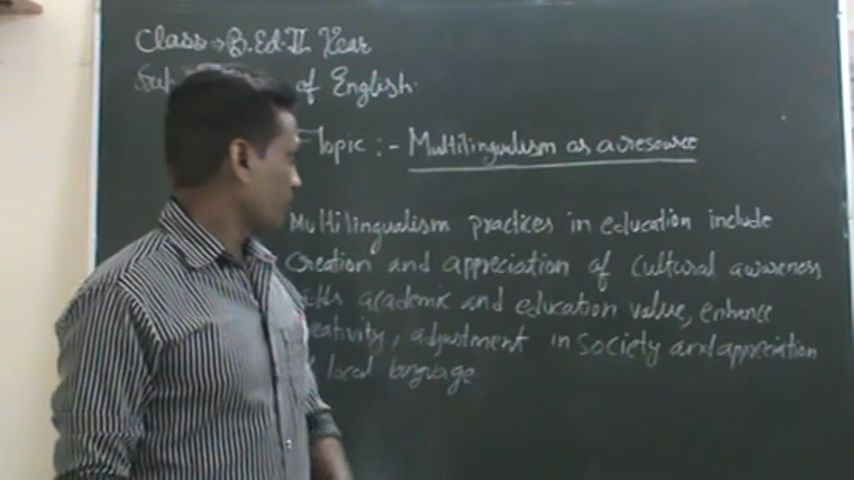 Class → B.Ed. II Year
of English.
Topic :- Multilingualism as a resource
Multilingualism practices in education include
Creation and appreciation of cultural awareness
academic and education value, enhance
adjustment in society and appreciation
local language